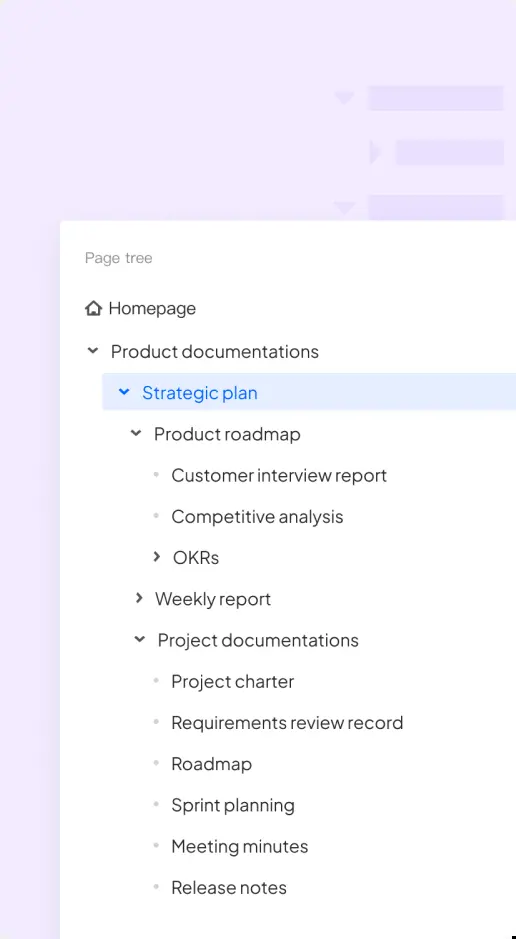 Page tree
Homepage
Product documentations
Strategic plan
Product roadmap
Customer interview report
Competitive analysis
OKRs
Weekly report
Project documentations
Project charter
Requirements review record
Roadmap
Sprint planning
Meeting minutes
Release notes